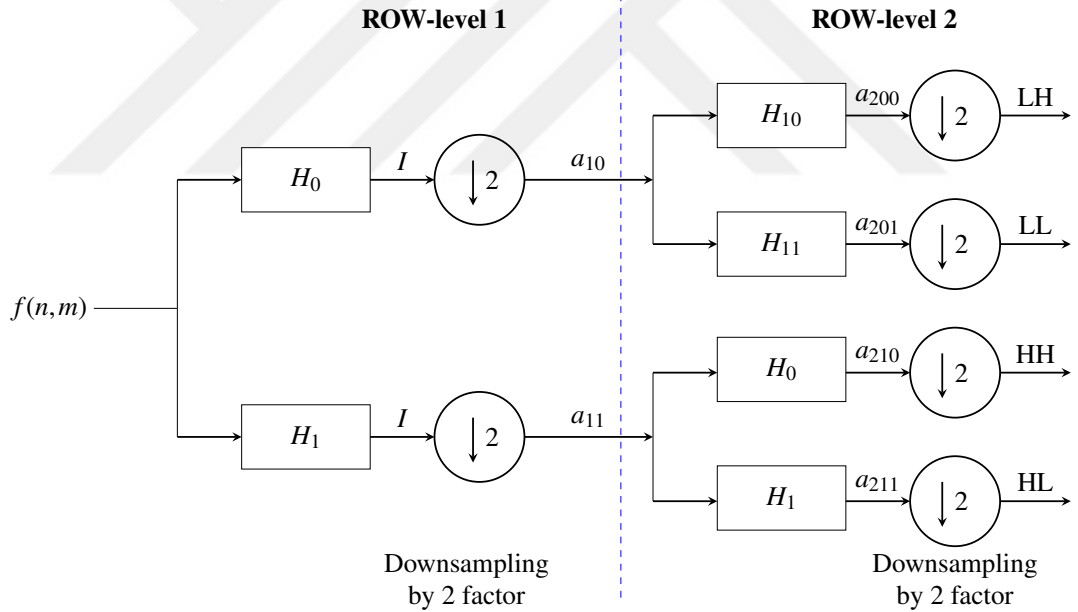 ROW-level 1
ROW-level 2
H₁₀
a₂₀₀
↓ 2
LH
H₀
I
↓ 2
a₁₀
H₁₁
a₂₀₁
↓ 2
LL
f(n,m)
H₀
a₂₁₀
↓ 2
HH
H₁
I
↓ 2
a₁₁
H₁
a₂₁₁
↓ 2
HL
Downsampling
by 2 factor
Downsampling
by 2 factor